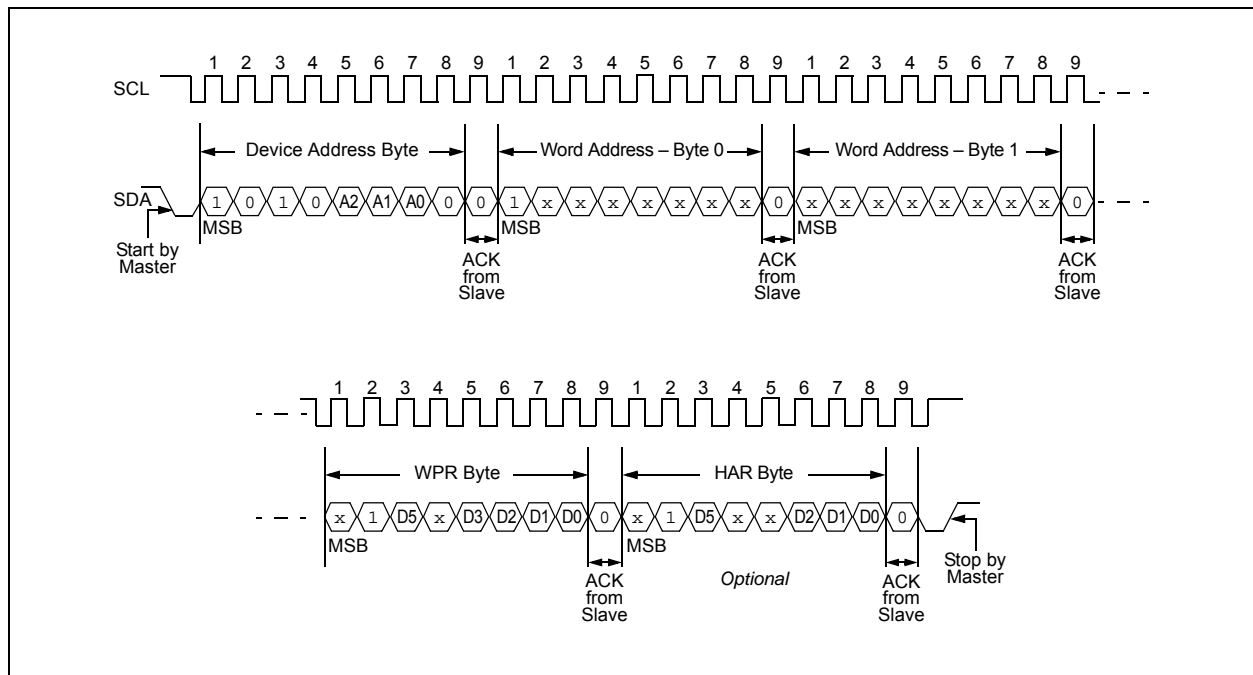 1 2 3 4 5 6 7 8 9 1 2 3 4 5 6 7 8 9 1 2 3 4 5 6 7 8 9
SCL
Device Address Byte Word Address – Byte 0 Word Address – Byte 1
SDA 1 0 1 0 A2 A1 A0 0 0 1 x x x x x x x 0 x x x x x x x x 0
MSB MSB MSB
Start by
Master
ACK
from
Slave
ACK
from
Slave
ACK
from
Slave
1 2 3 4 5 6 7 8 9 1 2 3 4 5 6 7 8 9
WPR Byte HAR Byte
x 1 D5 x D3 D2 D1 D0 0 x 1 D5 x x D2 D1 D0 0
MSB MSB
ACK
from
Slave
Optional
ACK
from
Slave
Stop by
Master